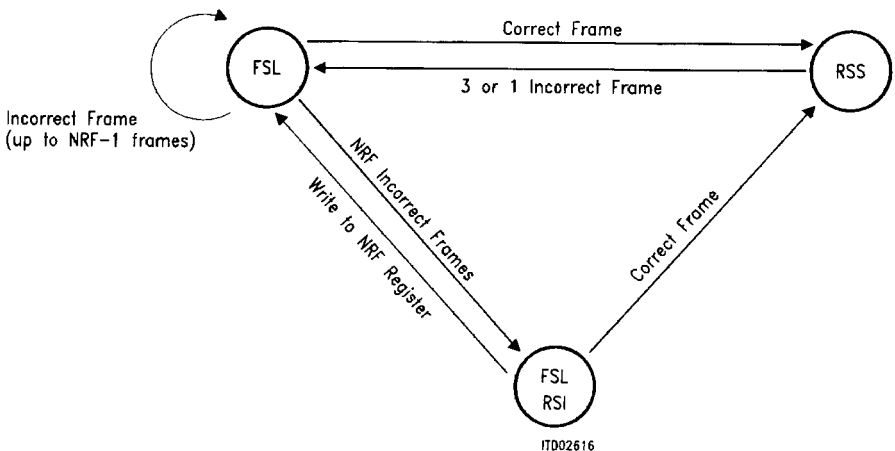 Correct Frame
FSL
RSS
3 or 1 Incorrect Frame
Incorrect Frame
(up to NRF-1 frames)
NRF Incorrect Frames
Write to NRF Register
Correct Frame
FSL
RSI
ITD02616